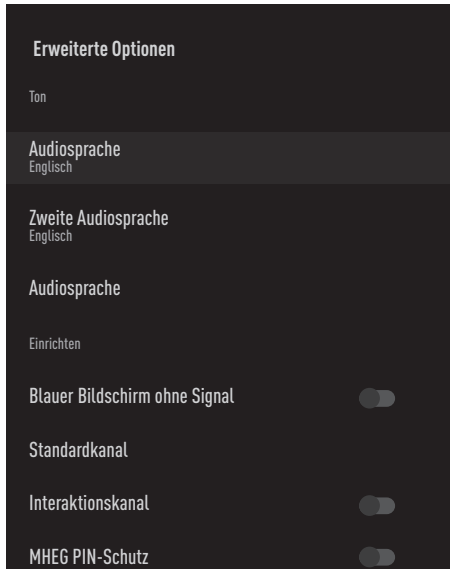 Erweiterte Optionen
Ton
Audiosprache
Englisch
Zweite Audiosprache
Englisch
Audiosprache
Einrichten
Blauer Bildschirm ohne Signal
Standardkanal
Interaktionskanal
MHEG PIN-Schutz